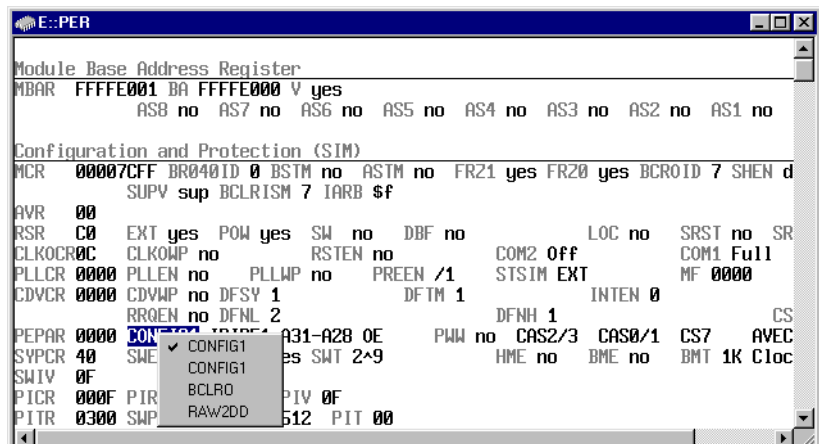 E::PER
Module Base Address Register
MBAR FFFFE001 BA FFFFE000 V yes
AS8 no AS7 no AS6 no AS5 no AS4 no AS3 no AS2 no AS1 no
Configuration and Protection (SIM)
MCR 00007CFF BR040ID 0 BSTM no ASTM no FRZ1 yes FRZ0 yes BCROID 7 SHEN d
SUPV sup BCLRISM 7 IARB $f
AVR 00
RSR C0 EXT yes POW yes SW no DBF no LOC no SRST no SR
CLKOCR0C CLKOWP no RSTEN no COM2 Off COM1 Full
PLLCR 0000 PLLEN no PLLWP no PREEN /1 STSIM EXT MF 0000
CDVCR 0000 CDVWP no DFSY 1 DFTM 1 INTEN 0
RRQEN no DFNL 2 DFNH 1 CS
PEPAR 0000 A31-A28 OE PWW no CAS2/3 CAS0/1 CS7 AVEC
SYPCR 40 SWE es SWT 2^9 HME no BME no BMT 1K Cloc
SWIV 0F
PICR 000F PIR PIV 0F
PITR 0300 SWP 512 PIT 00
✓ CONFIG1
CONFIG1
BCLRO
RAW2DD